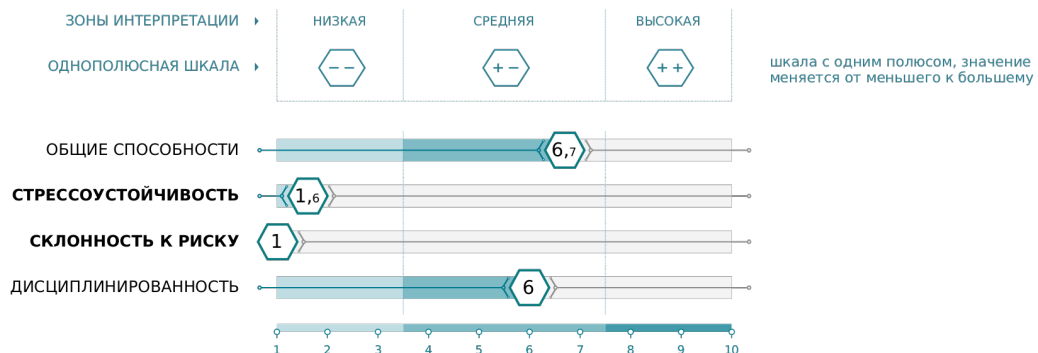 ЗОНЫ ИНТЕРПРЕТАЦИИ НИЗКАЯ СРЕДНЯЯ ВЫСОКАЯ
ОДНОПОЛЮСНАЯ ШКАЛА − − + − + + шкала с одним полюсом, значение
меняется от меньшего к большему
ОБЩИЕ СПОСОБНОСТИ 6,7
СТРЕССОУСТОЙЧИВОСТЬ 1,6
СКЛОННОСТЬ К РИСКУ 1
ДИСЦИПЛИНИРОВАННОСТЬ 6
1 2 3 4 5 6 7 8 9 10